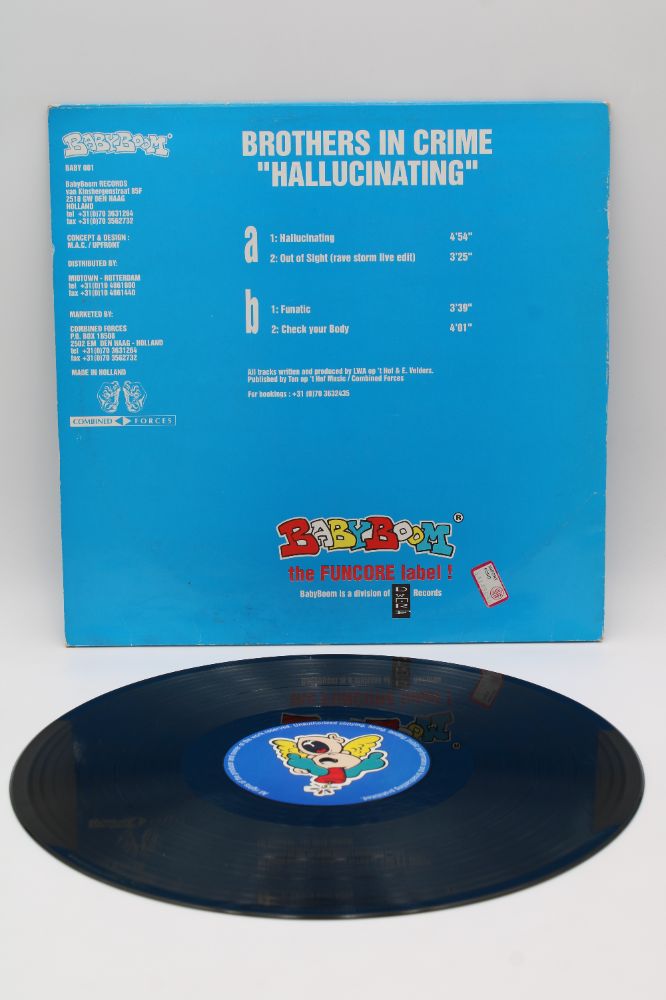 BABYBOOM
BABY 001
BabyBoom RECORDS
van Kinsbergenstraat 85F
2518 GW DEN HAAG
HOLLAND
tel +31(0)70 3631264
fax +31(0)70 3562732
CONCEPT & DESIGN :
M.A.C. / UPFRONT
DISTRIBUTED BY:
MIDTOWN - ROTTERDAM
tel +31(0)10 4861800
fax +31(0)10 4861440
MARKETED BY:
COMBINED FORCES
P.O. BOX 18508
2502 EM DEN HAAG - HOLLAND
tel +31(0)70 3631264
fax +31(0)70 3562732
MADE IN HOLLAND
COMBINED FORCES
BROTHERS IN CRIME
"HALLUCINATING"
a
1: Hallucinating 4'54"
2: Out of Sight (rave storm live edit) 3'25"
b
1: Funatic 3'39"
2: Check your Body 4'01"
All tracks written and produced by LWA op 't Hof & E. Velders.
Published by Ton op 't Hof Music / Combined Forces
For bookings : +31 (0)70 3632435
BABYBOOM®
the FUNCORE label !
BabyBoom is a division of Records